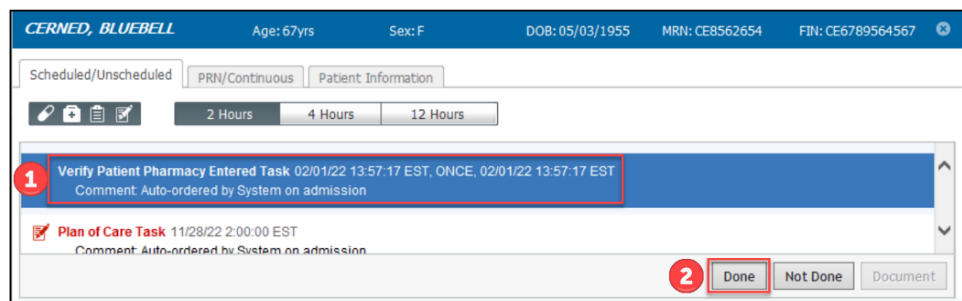 CERNED, BLUEBELL Age: 67yrs Sex: F DOB: 05/03/1955 MRN: CE8562654 FIN: CE6789564567
Scheduled/Unscheduled PRN/Continuous Patient Information
2 Hours 4 Hours 12 Hours
1 Verify Patient Pharmacy Entered Task 02/01/22 13:57:17 EST, ONCE, 02/01/22 13:57:17 EST
Comment: Auto-ordered by System on admission
Plan of Care Task 11/28/22 2:00:00 EST
Comment: Auto-ordered by System on admission
2 Done Not Done Document